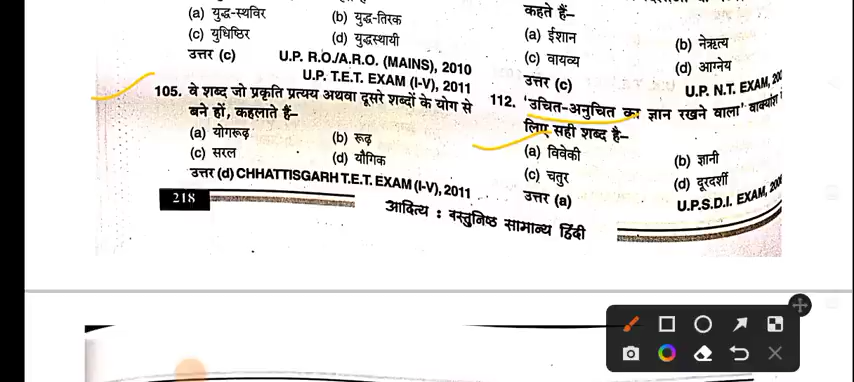 (a) युद्ध-स्थविर (b) युद्ध-तिरक
(c) युधिष्ठिर (d) युद्धस्थायी
उत्तर (c) U.P. R.O./A.R.O. (MAINS), 2010
U.P. T.E.T. EXAM (I-V), 2011
105. वे शब्द जो प्रकृति प्रत्यय अथवा दूसरे शब्दों के योग से
बने हों, कहलाते हैं–
(a) योगरूढ़ (b) रूढ़
(c) सरल (d) यौगिक
उत्तर (d) CHHATTISGARH T.E.T. EXAM (I-V), 2011
218
कहते हैं–
(a) ईशान (b) नेऋत्य
(c) वायव्य (d) आग्नेय
उत्तर (c) U.P. N.T. EXAM,
112. 'उचित-अनुचित का ज्ञान रखने वाला' वाक्यांश
लिए सही शब्द है–
(a) विवेकी (b) ज्ञानी
(c) चतुर (d) दूरदर्शी
उत्तर (a) U.P.S.D.I. EXAM,
आदित्य : वस्तुनिष्ठ सामान्य हिंदी